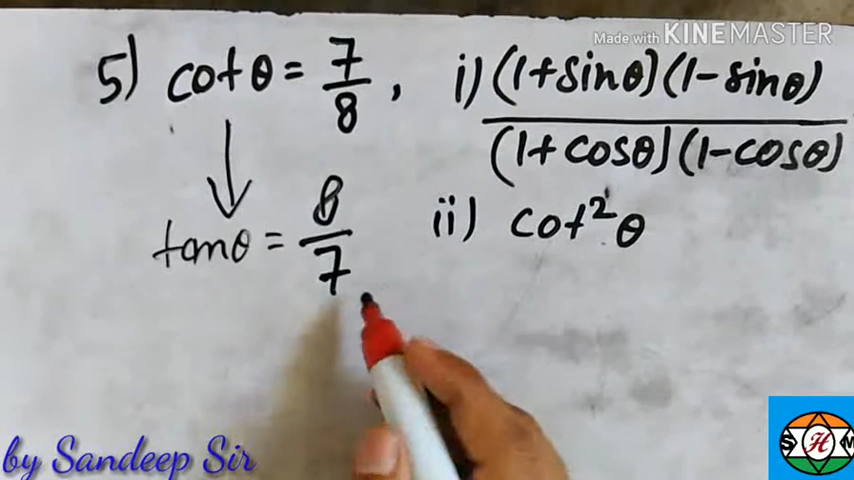 Made with KINEMASTER
5) cot θ = 7/8 , i) (1+sinθ)(1-sinθ) / (1+cosθ)(1-cosθ)
tanθ = 8/7 ii) cot²θ
by Sandeep Sir
S H M